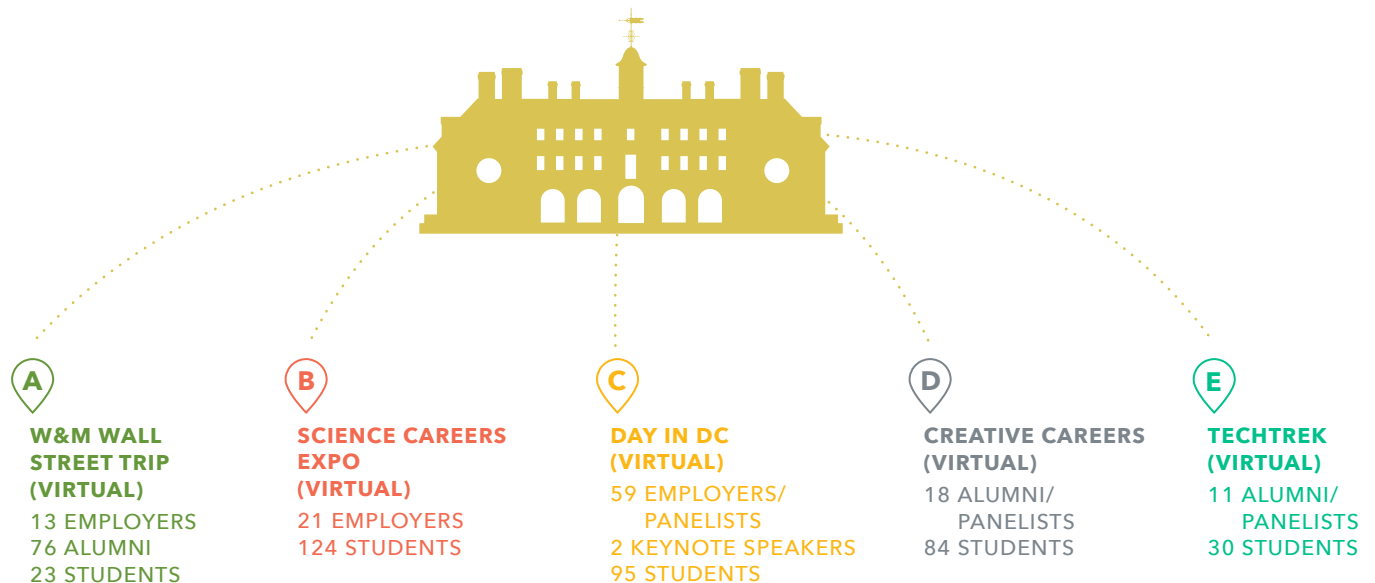 A
W&M WALL
STREET TRIP
(VIRTUAL)
13 EMPLOYERS
76 ALUMNI
23 STUDENTS
B
SCIENCE CAREERS
EXPO
(VIRTUAL)
21 EMPLOYERS
124 STUDENTS
C
DAY IN DC
(VIRTUAL)
59 EMPLOYERS/
PANELISTS
2 KEYNOTE SPEAKERS
95 STUDENTS
D
CREATIVE CAREERS
(VIRTUAL)
18 ALUMNI/
PANELISTS
84 STUDENTS
E
TECHTREK
(VIRTUAL)
11 ALUMNI/
PANELISTS
30 STUDENTS